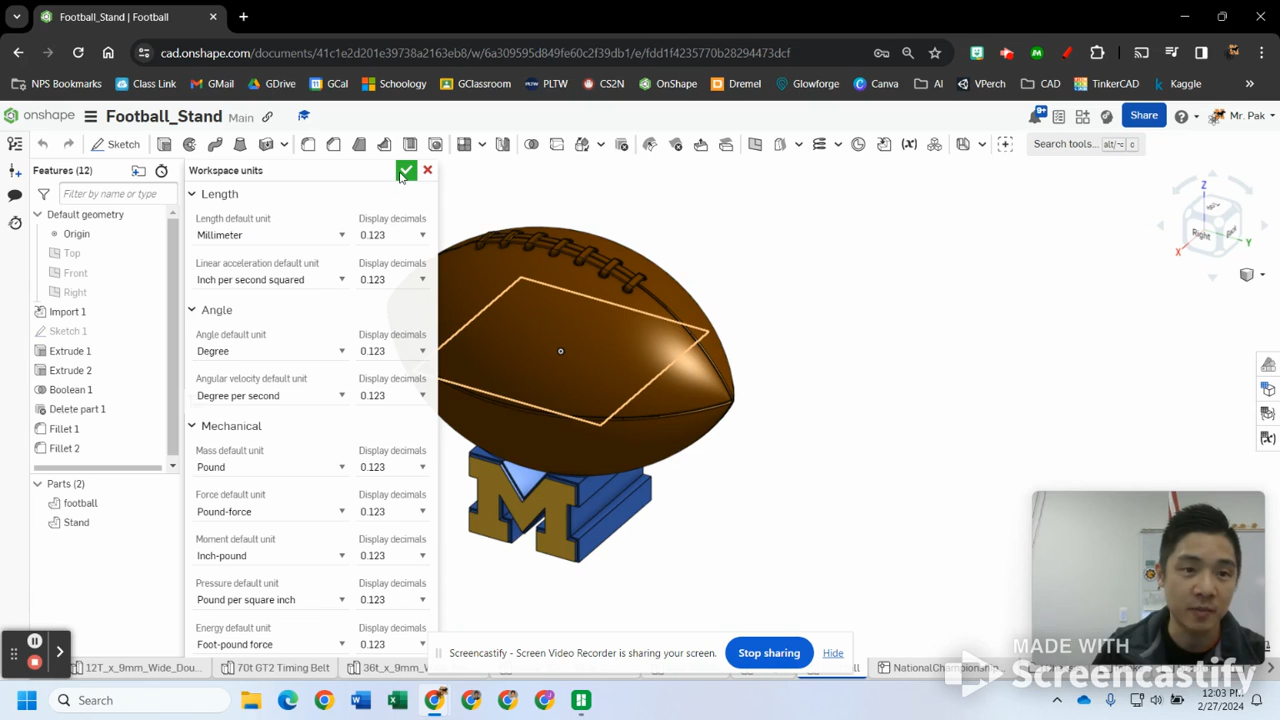 Football_Stand | Football
cad.onshape.com/documents/41c1e2d21e39738a2163eb8/w/6a309595d849fe60c2f39db1/e/fdd1f4235770b28294473dcf
NPS Bookmarks Class Link GMail GDrive GCal Schoology GClassroom PLTW CS2N OnShape Dremel Winforge Canva AI VPerch CAD TinkerCAD Kaggle
onshape Football_Stand Main Share Mr. Pak
Sketch Search tools... alt/⌥ c
Features (12)
Filter by name or type
Default geometry
Origin
Top
Front
Right
Import 1
Sketch 1
Extrude 1
Extrude 2
Boolean 1
Delete part 1
Fillet 1
Fillet 2
Parts (2)
football
Stand
Workspace units
Length
Length default unit Display decimals
Millimeter 0.123
Linear acceleration default unit Display decimals
Inch per second squared 0.123
Angle
Angle default unit Display decimals
Degree 0.123
Angular velocity default unit Display decimals
Degree per second 0.123
Mechanical
Mass default unit Display decimals
Pound 0.123
Force default unit Display decimals
Pound-force 0.123
Moment default unit Display decimals
Inch-pound 0.123
Pressure default unit Display decimals
Pound per square inch 0.123
Energy default unit Display decimals
Foot-pound force 0.123
M
Z
Right
X
Y
MADE WITH
Screencastify
Screencastify - Screen Video Recorder is sharing your screen. Stop sharing Hide
12T_x_9mm_Wide_Dou... 70t GT2 Timing Belt 36t_x_9mm_W NationalChampionship
Search
12:03 PM
2/27/2024